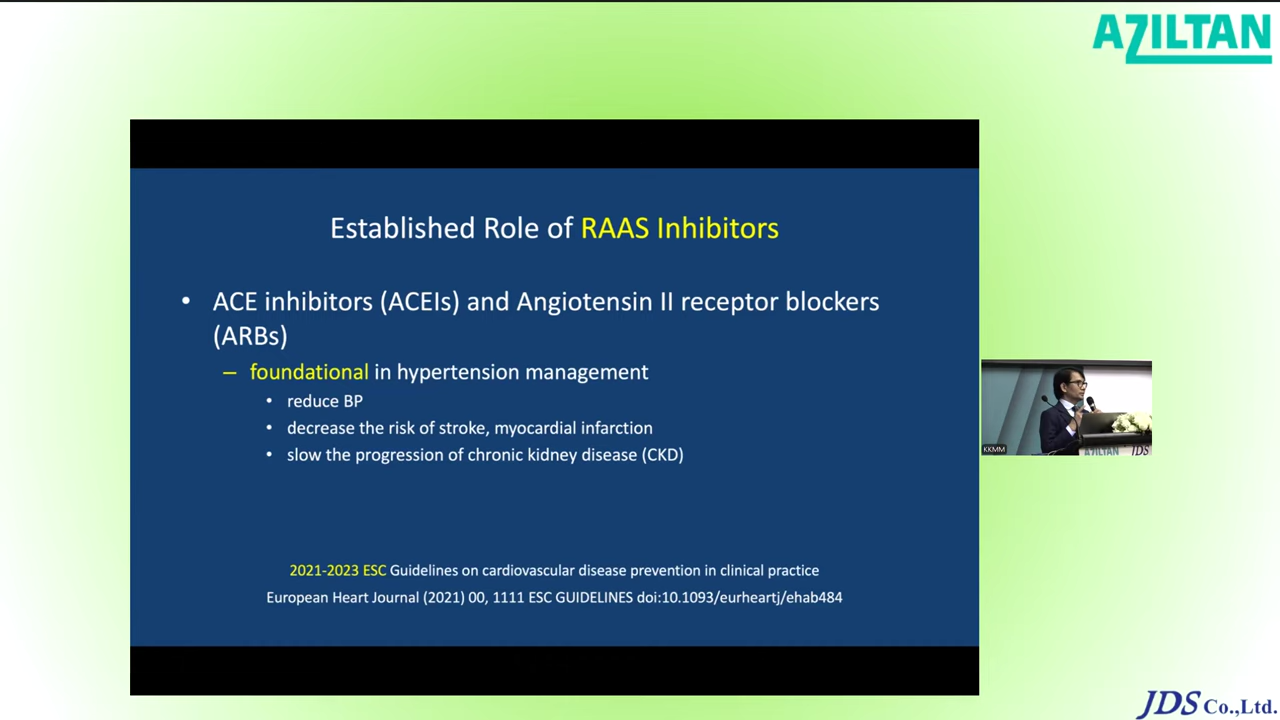 AZILTAN
Established Role of RAAS Inhibitors
• ACE inhibitors (ACEIs) and Angiotensin II receptor blockers
(ARBs)
– foundational in hypertension management
• reduce BP
• decrease the risk of stroke, myocardial infarction
• slow the progression of chronic kidney disease (CKD)
2021-2023 ESC Guidelines on cardiovascular disease prevention in clinical practice
European Heart Journal (2021) 00, 1111 ESC GUIDELINES doi:10.1093/eurheartj/ehab484
KKMM
AZILTAN
JDS
JDS Co.,Ltd.